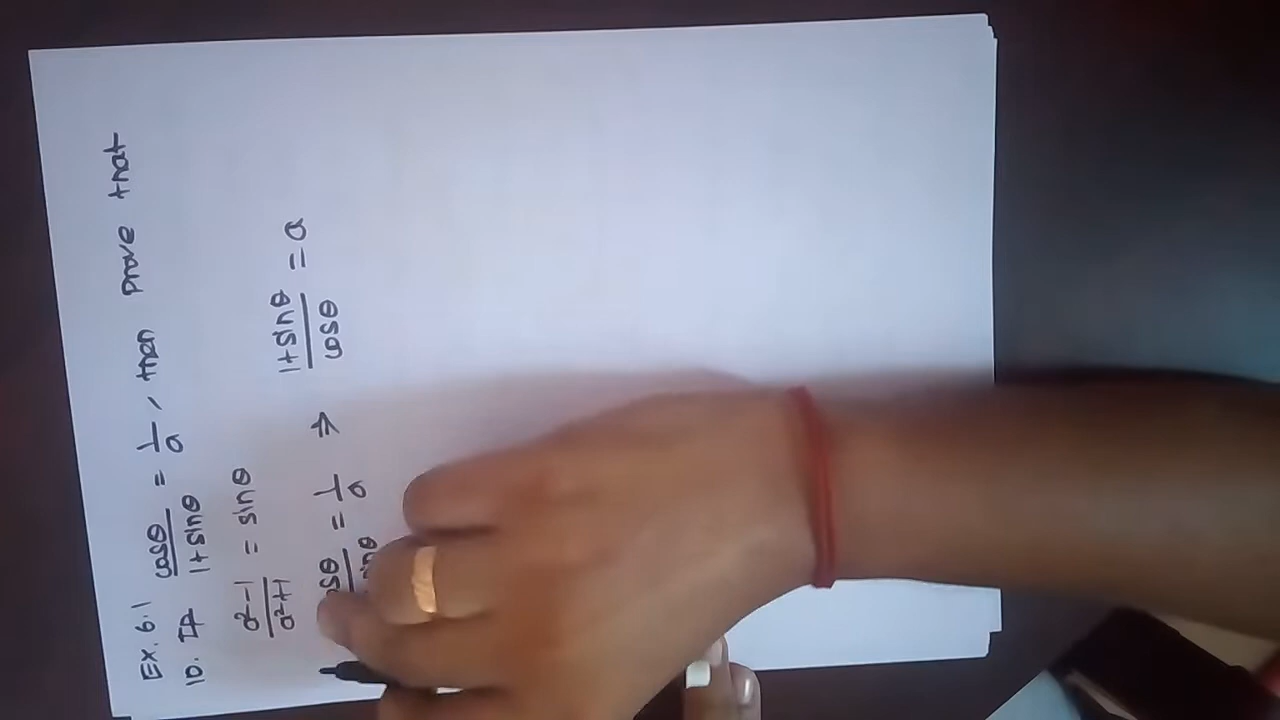 Ex. 6.1
10. If cosθ/1+sinθ = 1/a, then prove that
a²-1/a²+1 = sinθ
= 1/a ⇒ 1+sinθ/cosθ = a